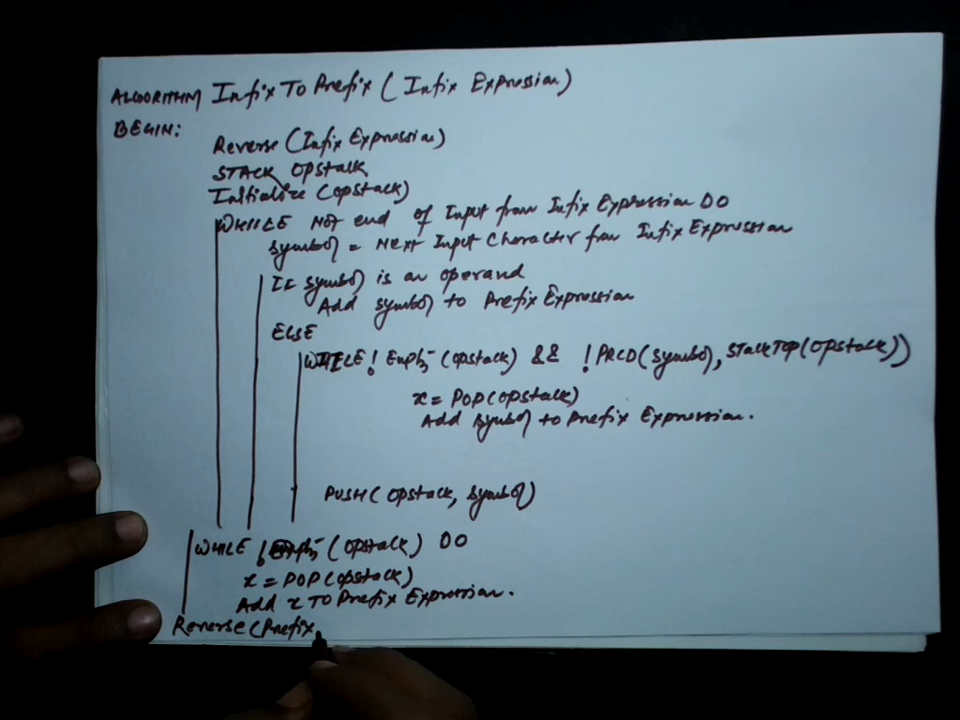 ALGORITHM Infix To Prefix ( Infix Expression)
BEGIN:
Reverse (Infix Expression)
STACK OpStack
Initialize (opstack)
WHILE Not end of Input from Infix Expression DO
symbol = Next Input Character from Infix Expression
If symbol is an operand
Add symbol to Prefix Expression
ELSE
WHILE ! Empty (opstack) && ! PRCD(symbol, StackTop(OpStack))
x = POP(opstack)
Add symbol to Prefix Expression.
PUSH( Opstack, symbol)
WHILE ! Empty (opstack) DO
x = POP(opstack)
Add x To Prefix Expression.
Reverse (Prefix